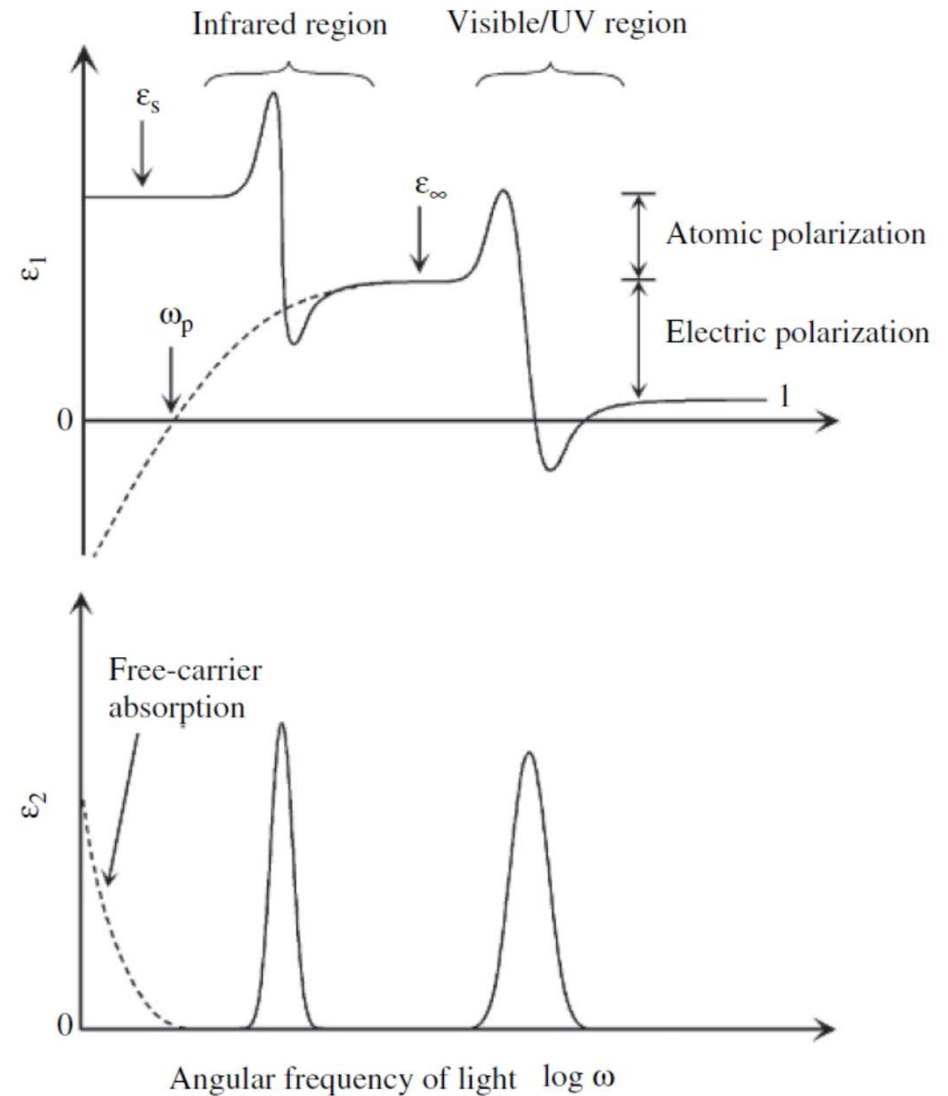 Infrared region
Visible/UV region
εs
ε∞
Atomic polarization
ε1
ωp
Electric polarization
0
1
Free-carrier
absorption
ε2
0
Angular frequency of light log ω